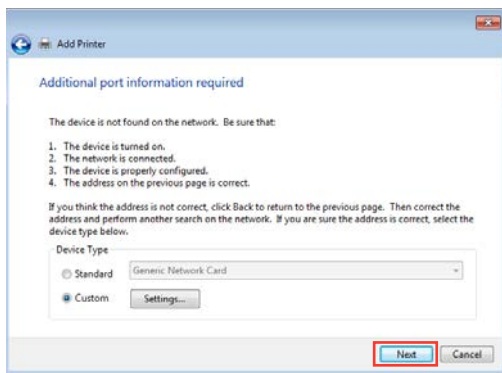 Add Printer
Additional port information required
The device is not found on the network. Be sure that:
1. The device is turned on.
2. The network is connected.
3. The device is properly configured.
4. The address on the previous page is correct.
If you think the address is not correct, click Back to return to the previous page. Then correct the
address and perform another search on the network. If you are sure the address is correct, select the
device type below.
Device Type
Standard Generic Network Card
Custom Settings...
Next Cancel